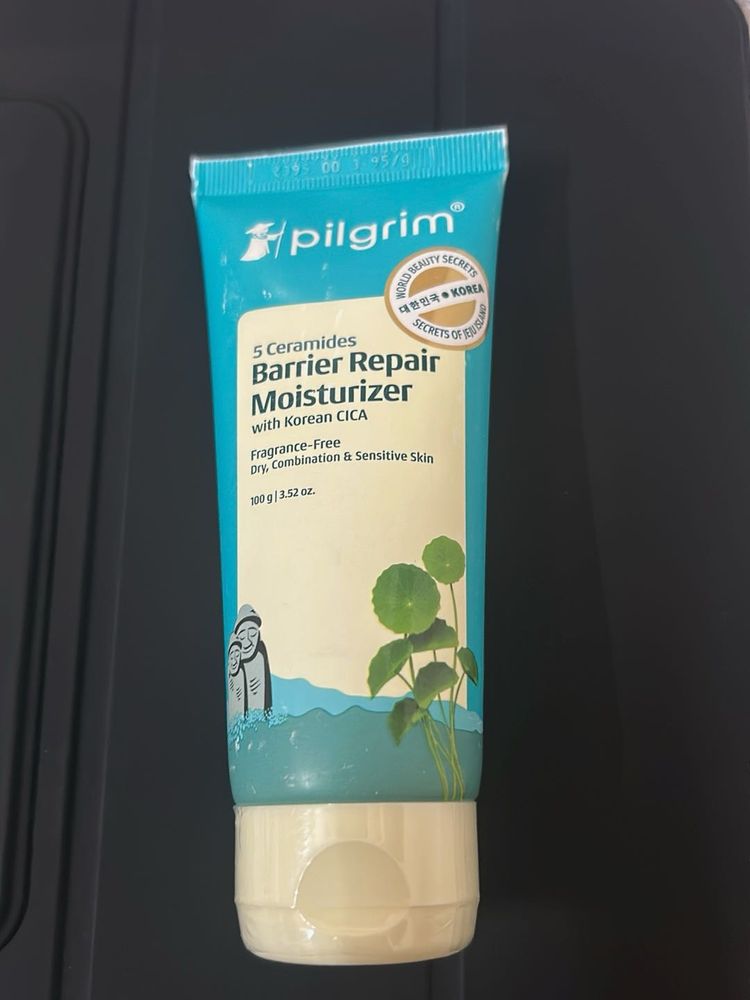 pilgrim®
WORLD BEAUTY SECRETS
대한민국 • KOREA
SECRETS OF JEJU ISLAND
5 Ceramides
Barrier Repair
Moisturizer
with Korean CICA
Fragrance-Free
Dry, Combination & Sensitive Skin
100 g | 3.52 oz.